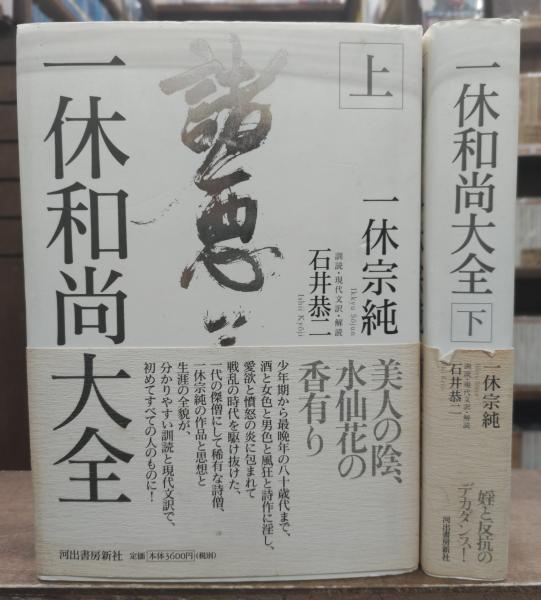 一休和尚大全
諸悪
上
一休宗純
Ikkyu Sōjun
訓読・現代文訳・解説
石井恭二
Ishii Kyōji
美人の陰、
水仙花の
香有り
少年期から最晩年の八十歳代まで、
酒と女色と男色と風狂と詩作に淫し、
愛欲と憤怒の炎に包まれて
戦乱の時代を駆け抜けた、
一代の傑僧にして稀有な詩僧、
一休宗純の作品と思想と
生涯の全貌が、
分かりやすい訓読と現代文訳で、
初めてすべての人のものに!
河出書房新社
定価 本体3600円(税別)
一休和尚大全
下
一休宗純
訓読・現代文訳・解説
石井恭二
婬と反抗の
デカダンス!
河出書房新社